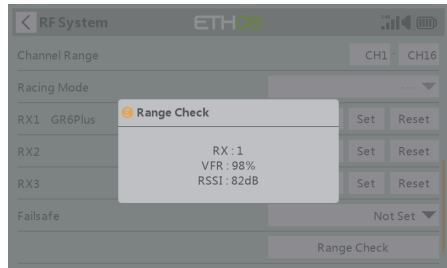 RF System ETHOS
Channel Range CH1 - CH16
Racing Mode ---
RX1 GR6Plus Set Reset
RX2 Set Reset
RX3 Set Reset
Failsafe Not Set
Range Check
Range Check
RX : 1
VFR : 98%
RSSI : 82dB